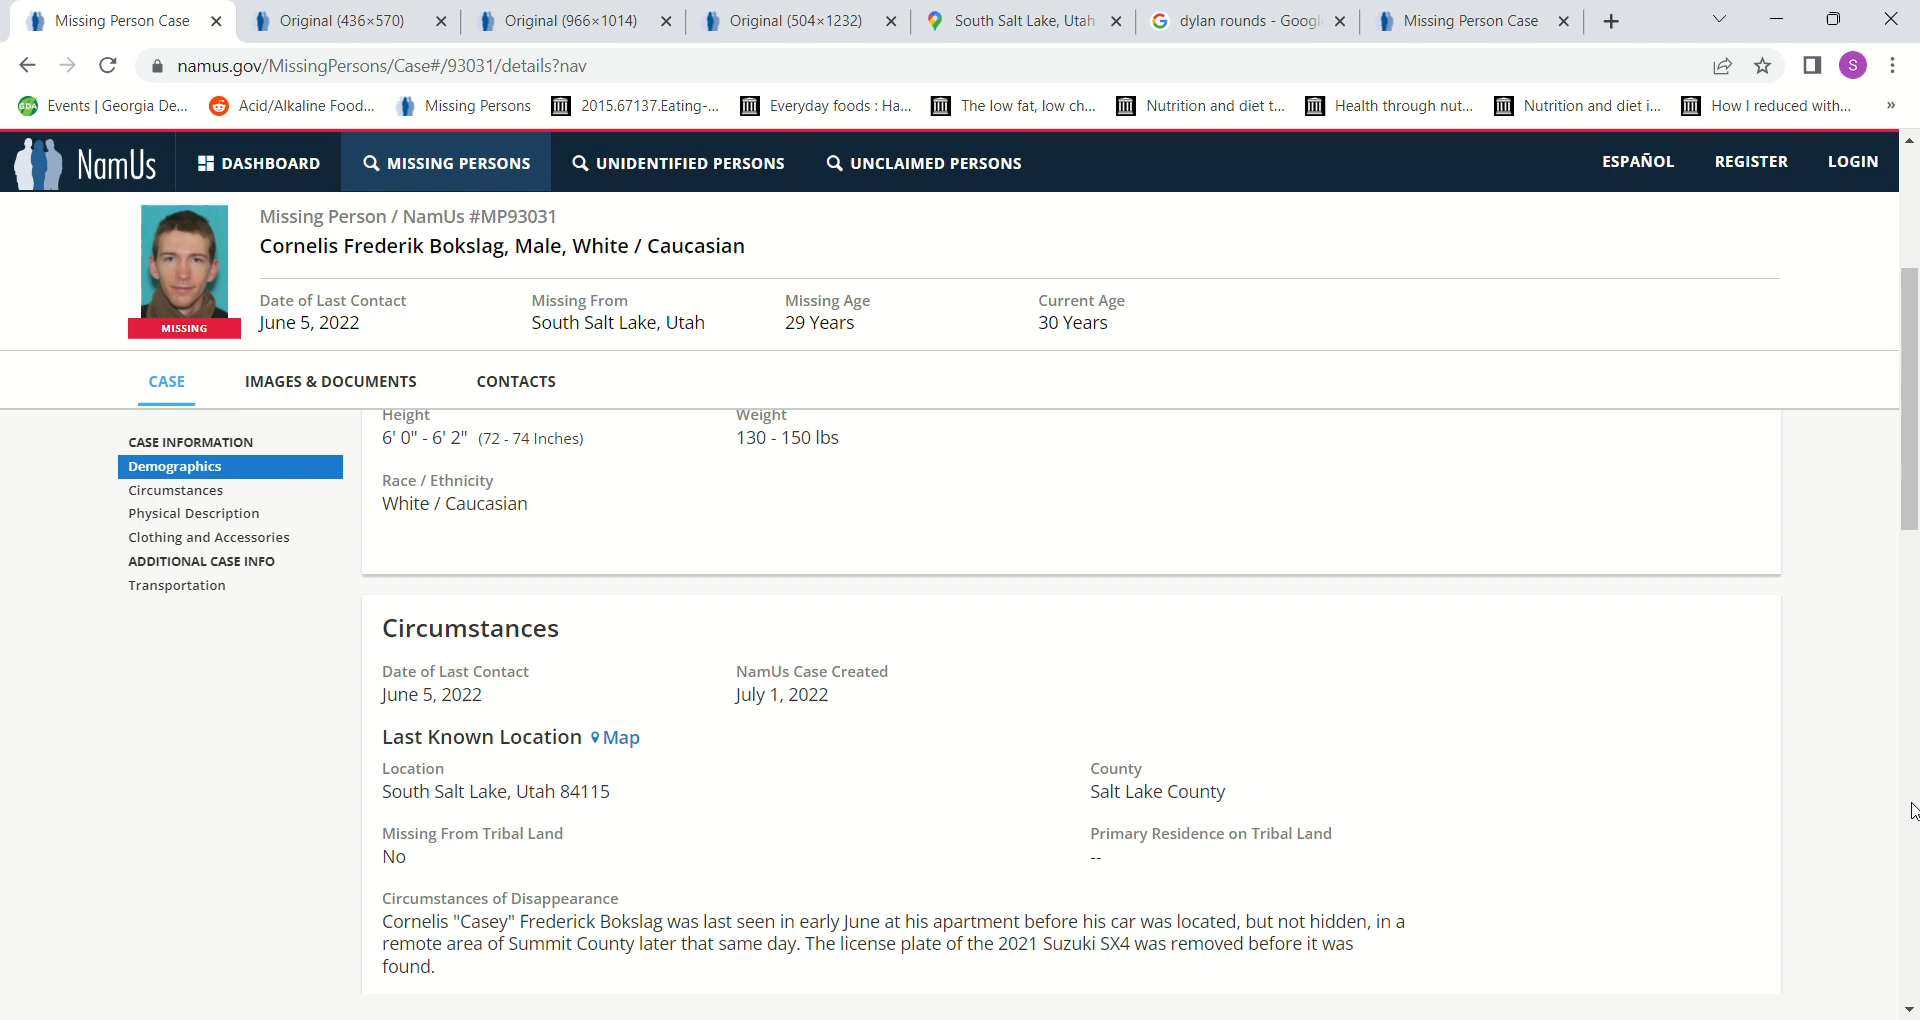 Missing Person Case
Original (436×570)
Original (966×1014)
Original (504×1232)
South Salt Lake, Utah
dylan rounds - Googl
Missing Person Case
namus.gov/MissingPersons/Case#/93031/details?nav
S
GDA Events | Georgia De...
Acid/Alkaline Food...
Missing Persons
2015.67137.Eating-...
Everyday foods : Ha...
The low fat, low ch...
Nutrition and diet t...
Health through nut...
Nutrition and diet i...
How I reduced with...
»
NamUs
DASHBOARD
MISSING PERSONS
UNIDENTIFIED PERSONS
UNCLAIMED PERSONS
ESPAÑOL
REGISTER
LOGIN
Missing Person / NamUs #MP93031
Cornelis Frederik Bokslag, Male, White / Caucasian
MISSING
Date of Last Contact
June 5, 2022
Missing From
South Salt Lake, Utah
Missing Age
29 Years
Current Age
30 Years
CASE
IMAGES & DOCUMENTS
CONTACTS
CASE INFORMATION
Demographics
Circumstances
Physical Description
Clothing and Accessories
ADDITIONAL CASE INFO
Transportation
Height
6' 0" - 6' 2" (72 - 74 Inches)
Weight
130 - 150 lbs
Race / Ethnicity
White / Caucasian
Circumstances
Date of Last Contact
June 5, 2022
NamUs Case Created
July 1, 2022
Last Known Location Map
Location
South Salt Lake, Utah 84115
County
Salt Lake County
Missing From Tribal Land
No
Primary Residence on Tribal Land
--
Circumstances of Disappearance
Cornelis "Casey" Frederick Bokslag was last seen in early June at his apartment before his car was located, but not hidden, in a
remote area of Summit County later that same day. The license plate of the 2021 Suzuki SX4 was removed before it was
found.